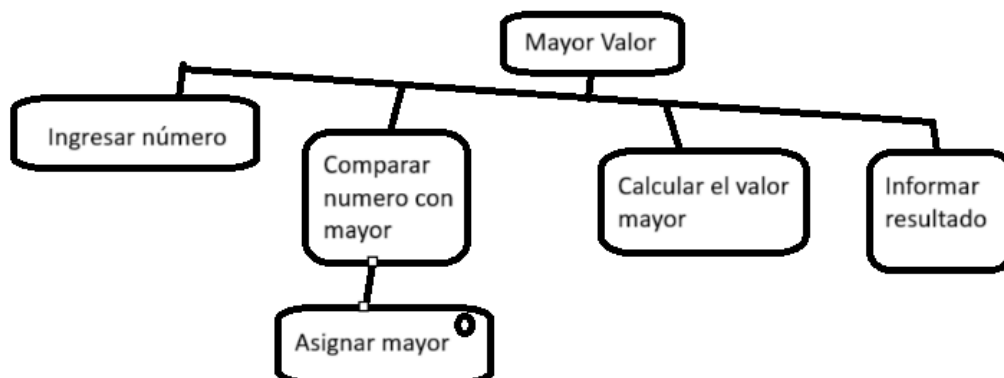 Mayor Valor
Ingresar número
Comparar
numero con
mayor
Calcular el valor
mayor
Informar
resultado
Asignar mayor